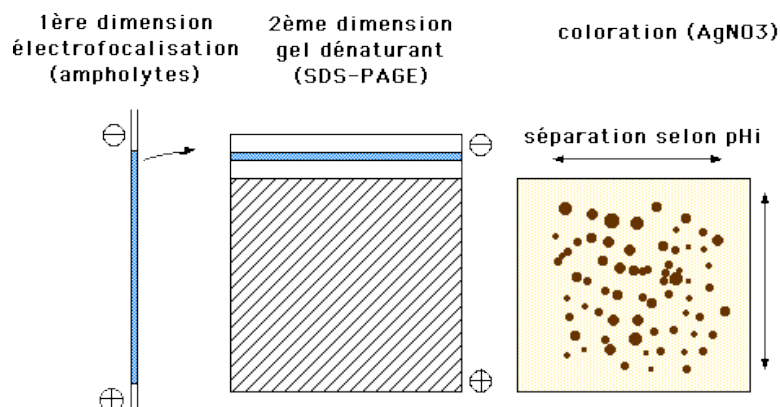 1ère dimension
électrofocalisation
(ampholytes)
2ème dimension
gel dénaturant
(SDS-PAGE)
coloration (AgNO3)
séparation selon pHi